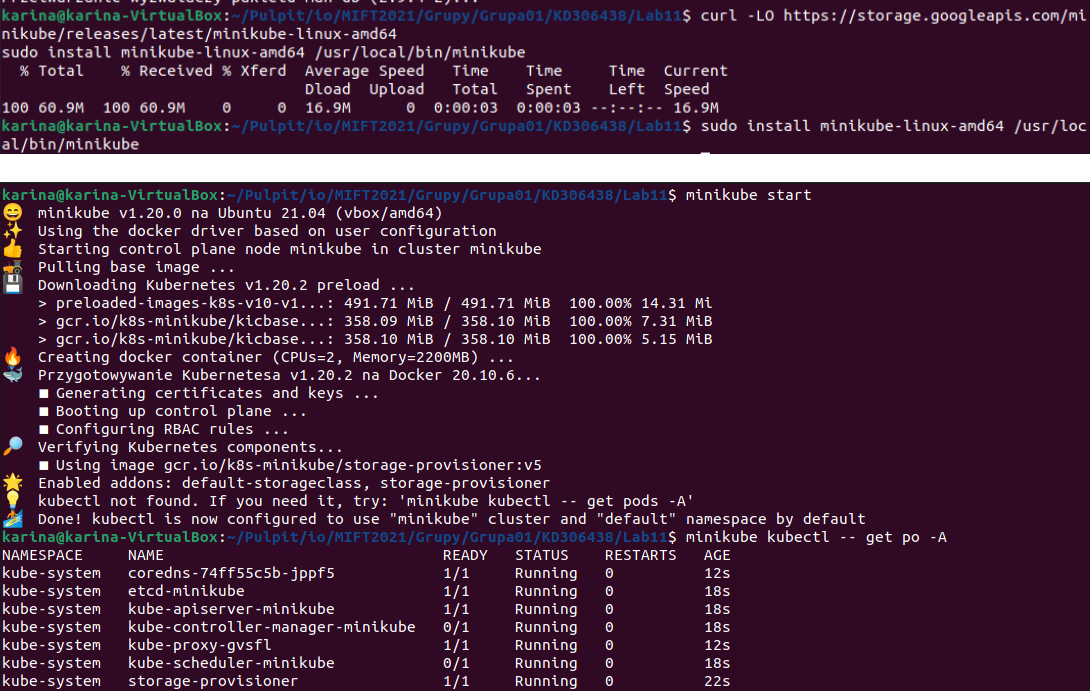 Przetwarzanie wyzwalaczy pakietu man-db (2.9.4-2)...
karina@karina-VirtualBox:~/Pulpit/io/MIFT2021/Grupy/Grupa01/KD306438/Lab11$ curl -LO https://storage.googleapis.com/mi
nikube/releases/latest/minikube-linux-amd64
sudo install minikube-linux-amd64 /usr/local/bin/minikube
% Total % Received % Xferd Average Speed Time Time Time Current
Dload Upload Total Spent Left Speed
100 60.9M 100 60.9M 0 0 16.9M 0 0:00:03 0:00:03 --:--:-- 16.9M
karina@karina-VirtualBox:~/Pulpit/io/MIFT2021/Grupy/Grupa01/KD306438/Lab11$ sudo install minikube-linux-amd64 /usr/loc
al/bin/minikube
karina@karina-VirtualBox:~/Pulpit/io/MIFT2021/Grupy/Grupa01/KD306438/Lab11$ minikube start
😄 minikube v1.20.0 na Ubuntu 21.04 (vbox/amd64)
✨ Using the docker driver based on user configuration
👍 Starting control plane node minikube in cluster minikube
🚜 Pulling base image ...
💾 Downloading Kubernetes v1.20.2 preload ...
> preloaded-images-k8s-v10-v1...: 491.71 MiB / 491.71 MiB 100.00% 14.31 Mi
> gcr.io/k8s-minikube/kicbase...: 358.09 MiB / 358.10 MiB 100.00% 7.31 MiB
> gcr.io/k8s-minikube/kicbase...: 358.10 MiB / 358.10 MiB 100.00% 5.15 MiB
🔥 Creating docker container (CPUs=2, Memory=2200MB) ...
🐳 Przygotowywanie Kubernetesa v1.20.2 na Docker 20.10.6...
■ Generating certificates and keys ...
■ Booting up control plane ...
■ Configuring RBAC rules ...
🔎 Verifying Kubernetes components...
■ Using image gcr.io/k8s-minikube/storage-provisioner:v5
🌟 Enabled addons: default-storageclass, storage-provisioner
💡 kubectl not found. If you need it, try: 'minikube kubectl -- get pods -A'
🏄 Done! kubectl is now configured to use "minikube" cluster and "default" namespace by default
karina@karina-VirtualBox:~/Pulpit/io/MIFT2021/Grupy/Grupa01/KD306438/Lab11$ minikube kubectl -- get po -A
NAMESPACE NAME READY STATUS RESTARTS AGE
kube-system coredns-74ff55c5b-jppf5 1/1 Running 0 12s
kube-system etcd-minikube 1/1 Running 0 18s
kube-system kube-apiserver-minikube 1/1 Running 0 18s
kube-system kube-controller-manager-minikube 0/1 Running 0 18s
kube-system kube-proxy-gvsfl 1/1 Running 0 12s
kube-system kube-scheduler-minikube 0/1 Running 0 18s
kube-system storage-provisioner 1/1 Running 0 22s